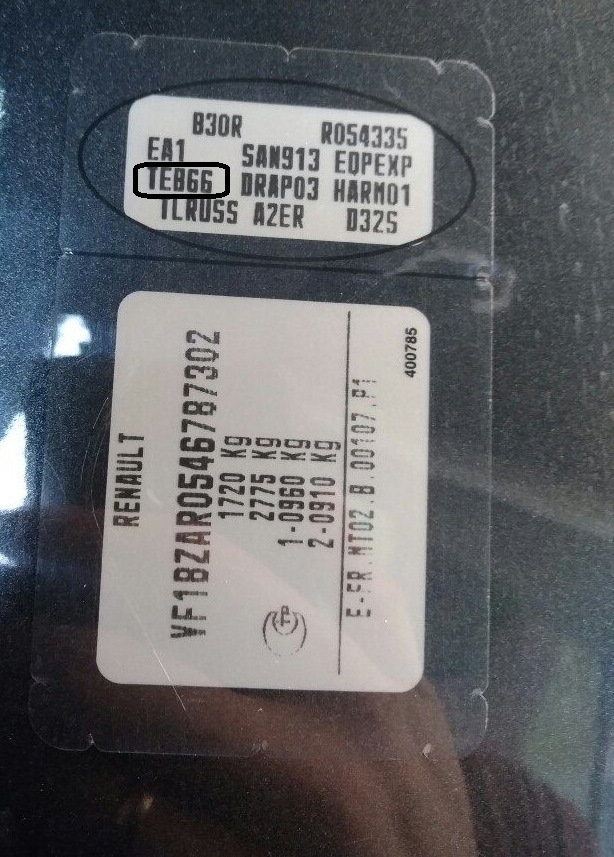 B30R R054335
EA1 SAN913 EQPEXP
TEB66 DRAP03 HARM01
TLRUSS A2ER D32S
RENAULT
VF1BZAR0546787302
1720 Kg
2775 Kg
1-0960 Kg
2-0910 Kg
E-FR.MT02.B.00107.P1
400785